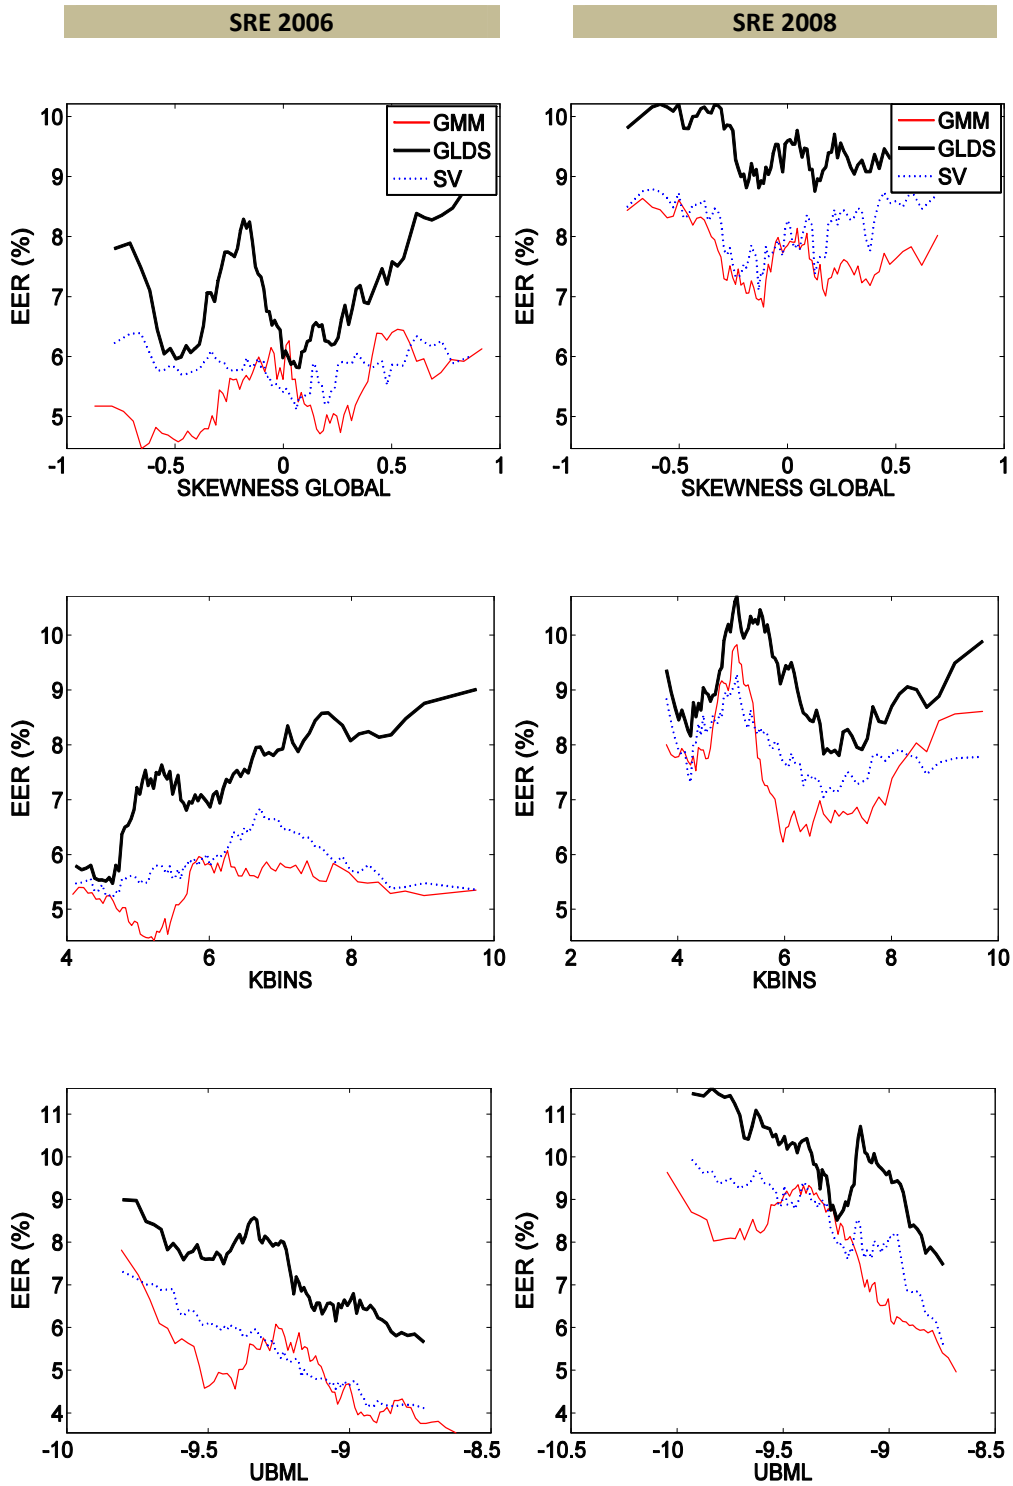 SRE 2006
SRE 2008
10
9
8
7
6
5
EER (%)
GMM
GLDS
SV
-1 -0.5 0 0.5 1
SKEWNESS GLOBAL
10
9
8
7
6
5
EER (%)
GMM
GLDS
SV
-1 -0.5 0 0.5 1
SKEWNESS GLOBAL
10
9
8
7
6
5
EER (%)
4 6 8 10
KBINS
10
9
8
7
6
5
EER (%)
2 4 6 8 10
KBINS
11
10
9
8
7
6
5
4
EER (%)
-10 -9.5 -9 -8.5
UBML
11
10
9
8
7
6
5
4
EER (%)
-10.5 -10 -9.5 -9 -8.5
UBML